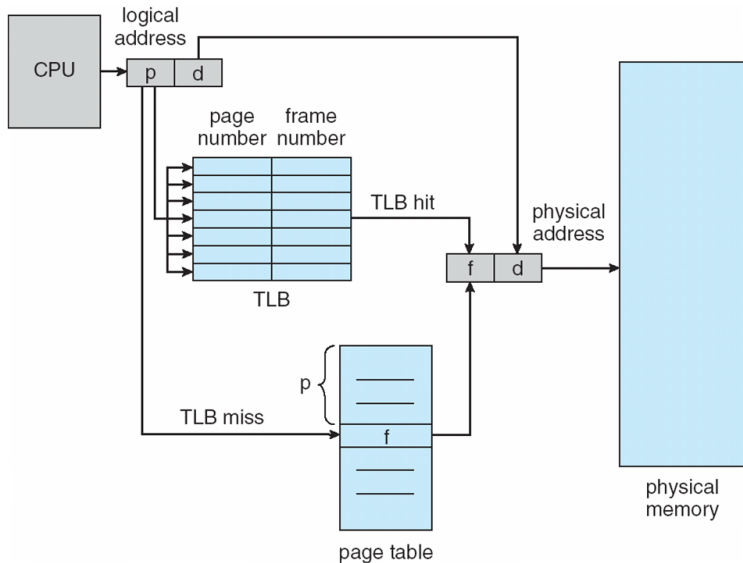 logical
address
CPU
p
d
page
number
frame
number
TLB hit
physical
address
f
d
TLB
p
TLB miss
f
physical
memory
page table